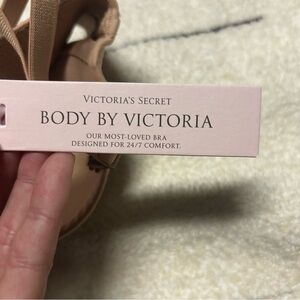 VICTORIA'S SECRET
BODY BY VICTORIA
OUR MOST-LOVED BRA
DESIGNED FOR 24/7 COMFORT.